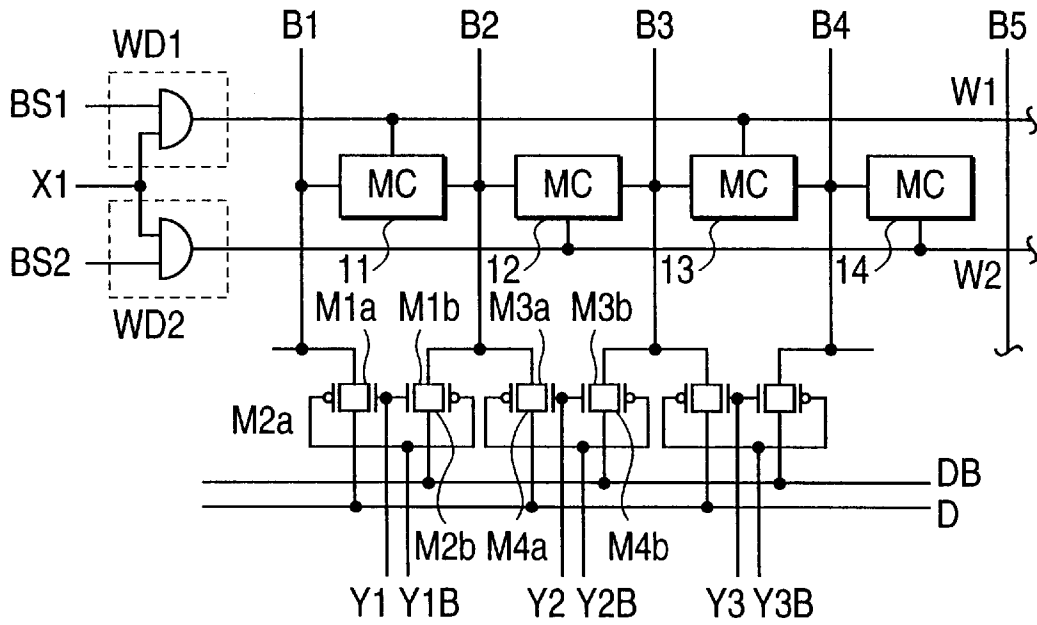 B1 B2 B3 B4 B5
WD1
BS1 W1
X1 MC MC MC MC
BS2 11 12 13 14 W2
WD2 M1a M1b M3a M3b
M2a
DB
D
M2b M4a M4b
Y1 Y1B Y2 Y2B Y3 Y3B